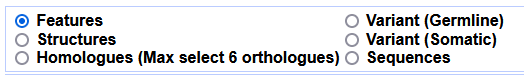 Features
Structures
Homologues (Max select 6 orthologues)
Variant (Germline)
Variant (Somatic)
Sequences